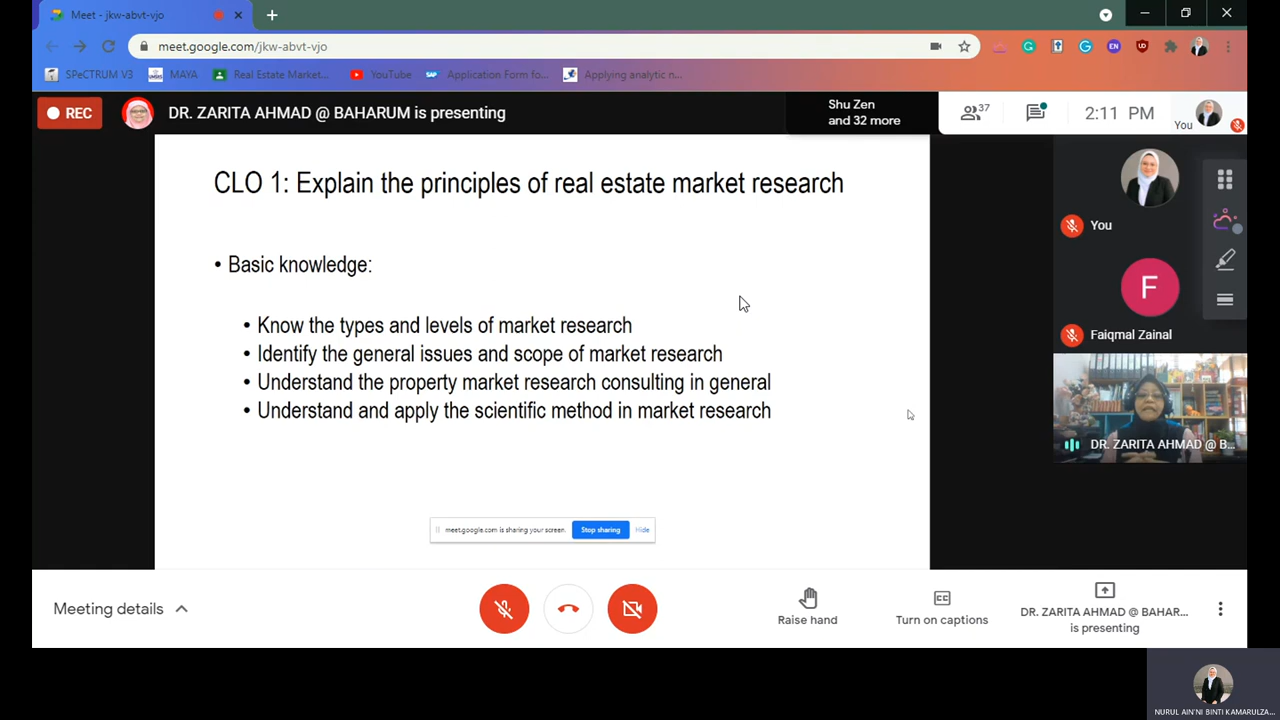 Meet - jkw-abvt-vjo
meet.google.com/jkw-abvt-vjo
SPeCTRUM V3
MAYA
Real Estate Market...
YouTube
Application Form fo...
Applying analytic n...
REC
DR. ZARITA AHMAD @ BAHARUM is presenting
Shu Zen
and 32 more
37
2:11 PM
You
CLO 1: Explain the principles of real estate market research
• Basic knowledge:
• Know the types and levels of market research
• Identify the general issues and scope of market research
• Understand the property market research consulting in general
• Understand and apply the scientific method in market research
You
F
Faiqmal Zainal
DR. ZARITA AHMAD @ B...
meet.google.com is sharing your screen.
Stop sharing
Hide
Meeting details
Raise hand
CC
Turn on captions
DR. ZARITA AHMAD @ BAHAR...
is presenting
NURUL AIN'NI BINTI KAMARULZA...